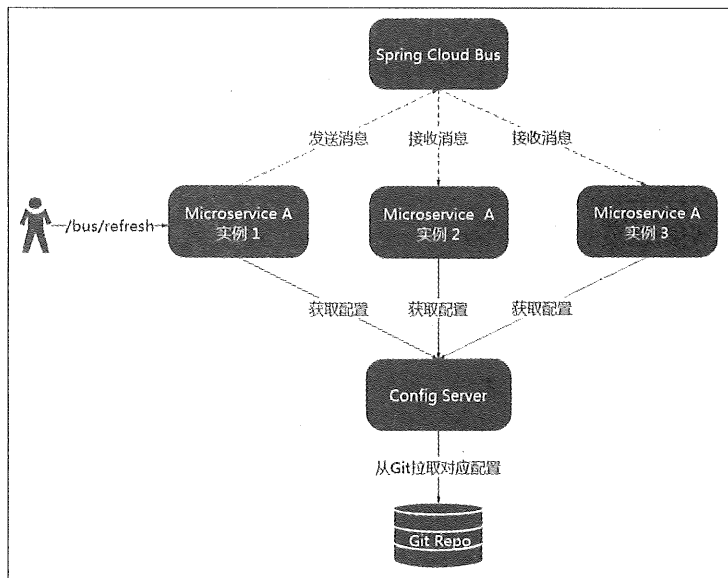 Spring Cloud Bus
发送消息
接收消息
接收消息
/bus/refresh
Microservice A
实例 1
Microservice A
实例 2
Microservice A
实例 3
获取配置
获取配置
获取配置
Config Server
从Git拉取对应配置
Git Repo